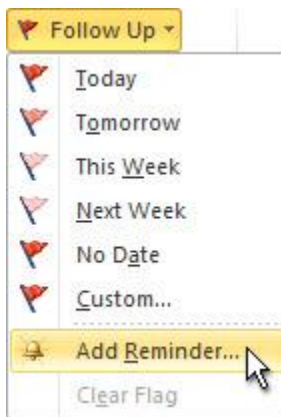 Follow Up
Today
Tomorrow
This Week
Next Week
No Date
Custom...
Add Reminder...
Clear Flag